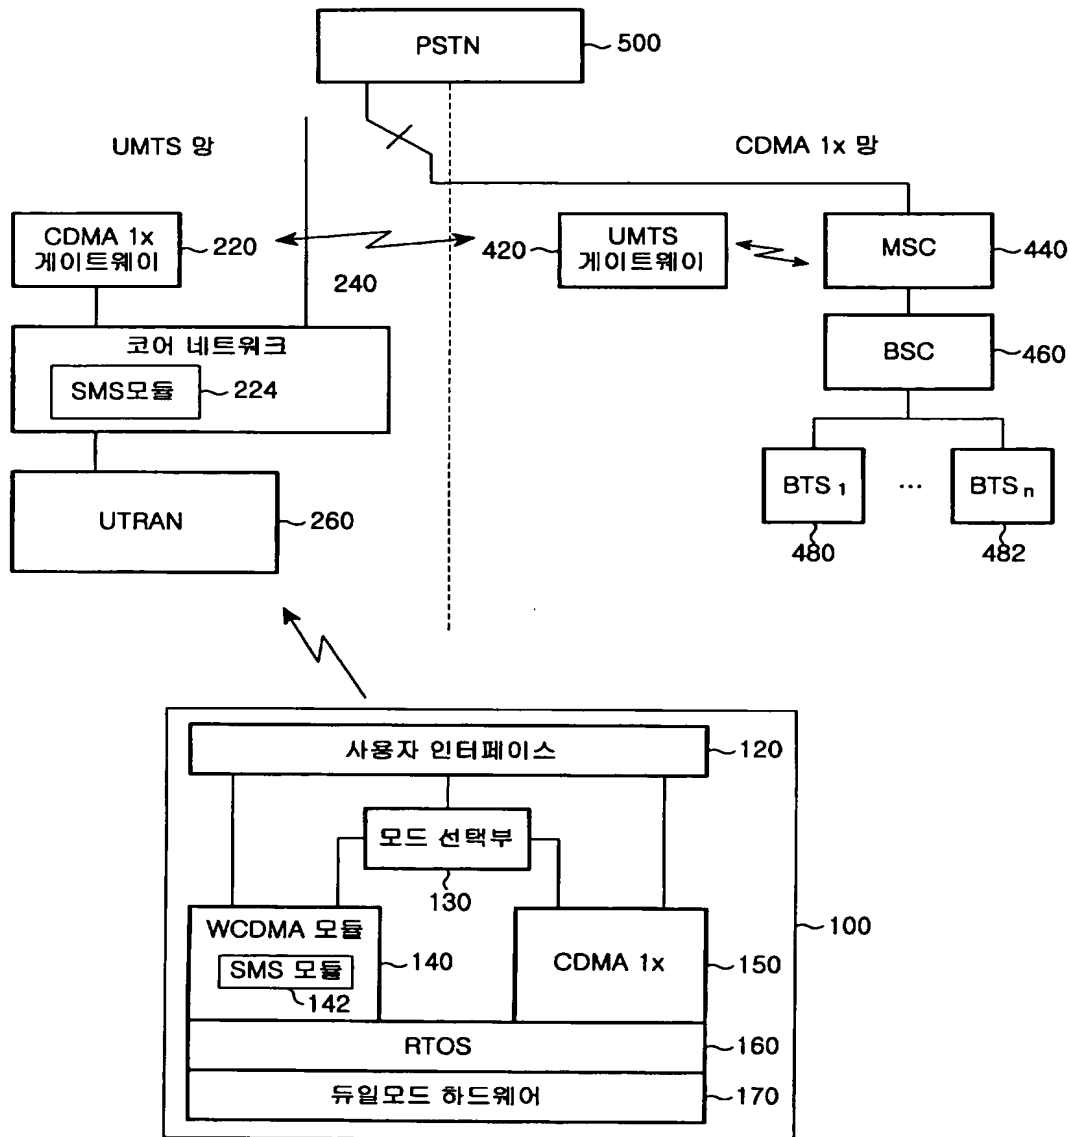 PSTN
500
UMTS 망
CDMA 1x 망
CDMA 1x
게이트웨이
220
240
420
UMTS
게이트웨이
MSC
440
코어 네트워크
SMS모듈
224
BSC
460
UTRAN
260
BTS1
...
BTSn
480
482
사용자 인터페이스
120
모드 선택부
130
WCDMA 모듈
SMS 모듈
142
140
CDMA 1x
150
100
RTOS
160
듀일모드 하드웨어
170